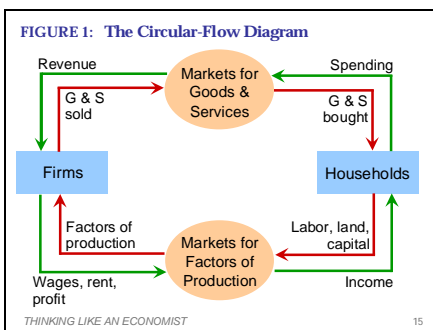 FIGURE 1: The Circular-Flow Diagram
Revenue
Spending
Markets for
Goods &
Services
G & S
sold
G & S
bought
Firms
Households
Factors of
production
Labor, land,
capital
Markets for
Factors of
Production
Wages, rent,
profit
Income
THINKING LIKE AN ECONOMIST
15